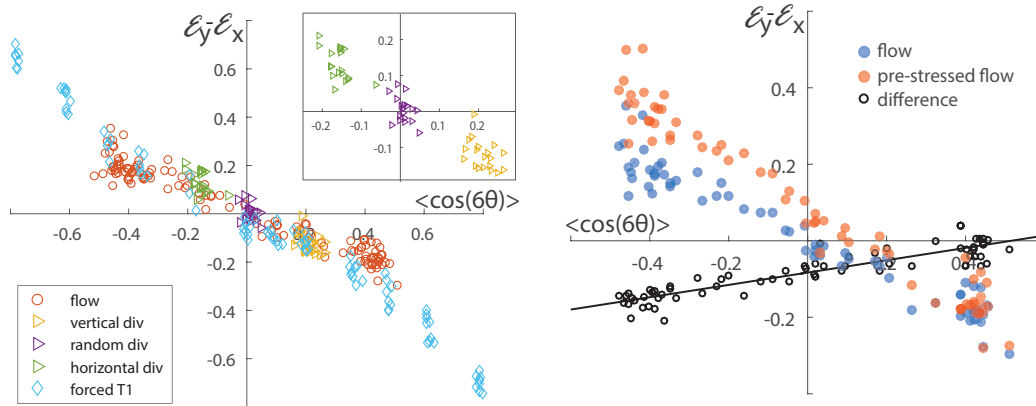 ℰy-ℰx
0.6
0.4
0.2
-0.6
-0.4
-0.2
0.2
0.4
0.6
-0.2
-0.4
-0.6
<cos(6θ)>
0.2
0.1
-0.2
-0.1
0.1
0.2
-0.1
flow
vertical div
random div
horizontal div
forced T1
ℰy-ℰx
flow
pre-stressed flow
difference
0.4
0.2
<cos(6θ)>
-0.4
-0.2
0.2
0.4
-0.2